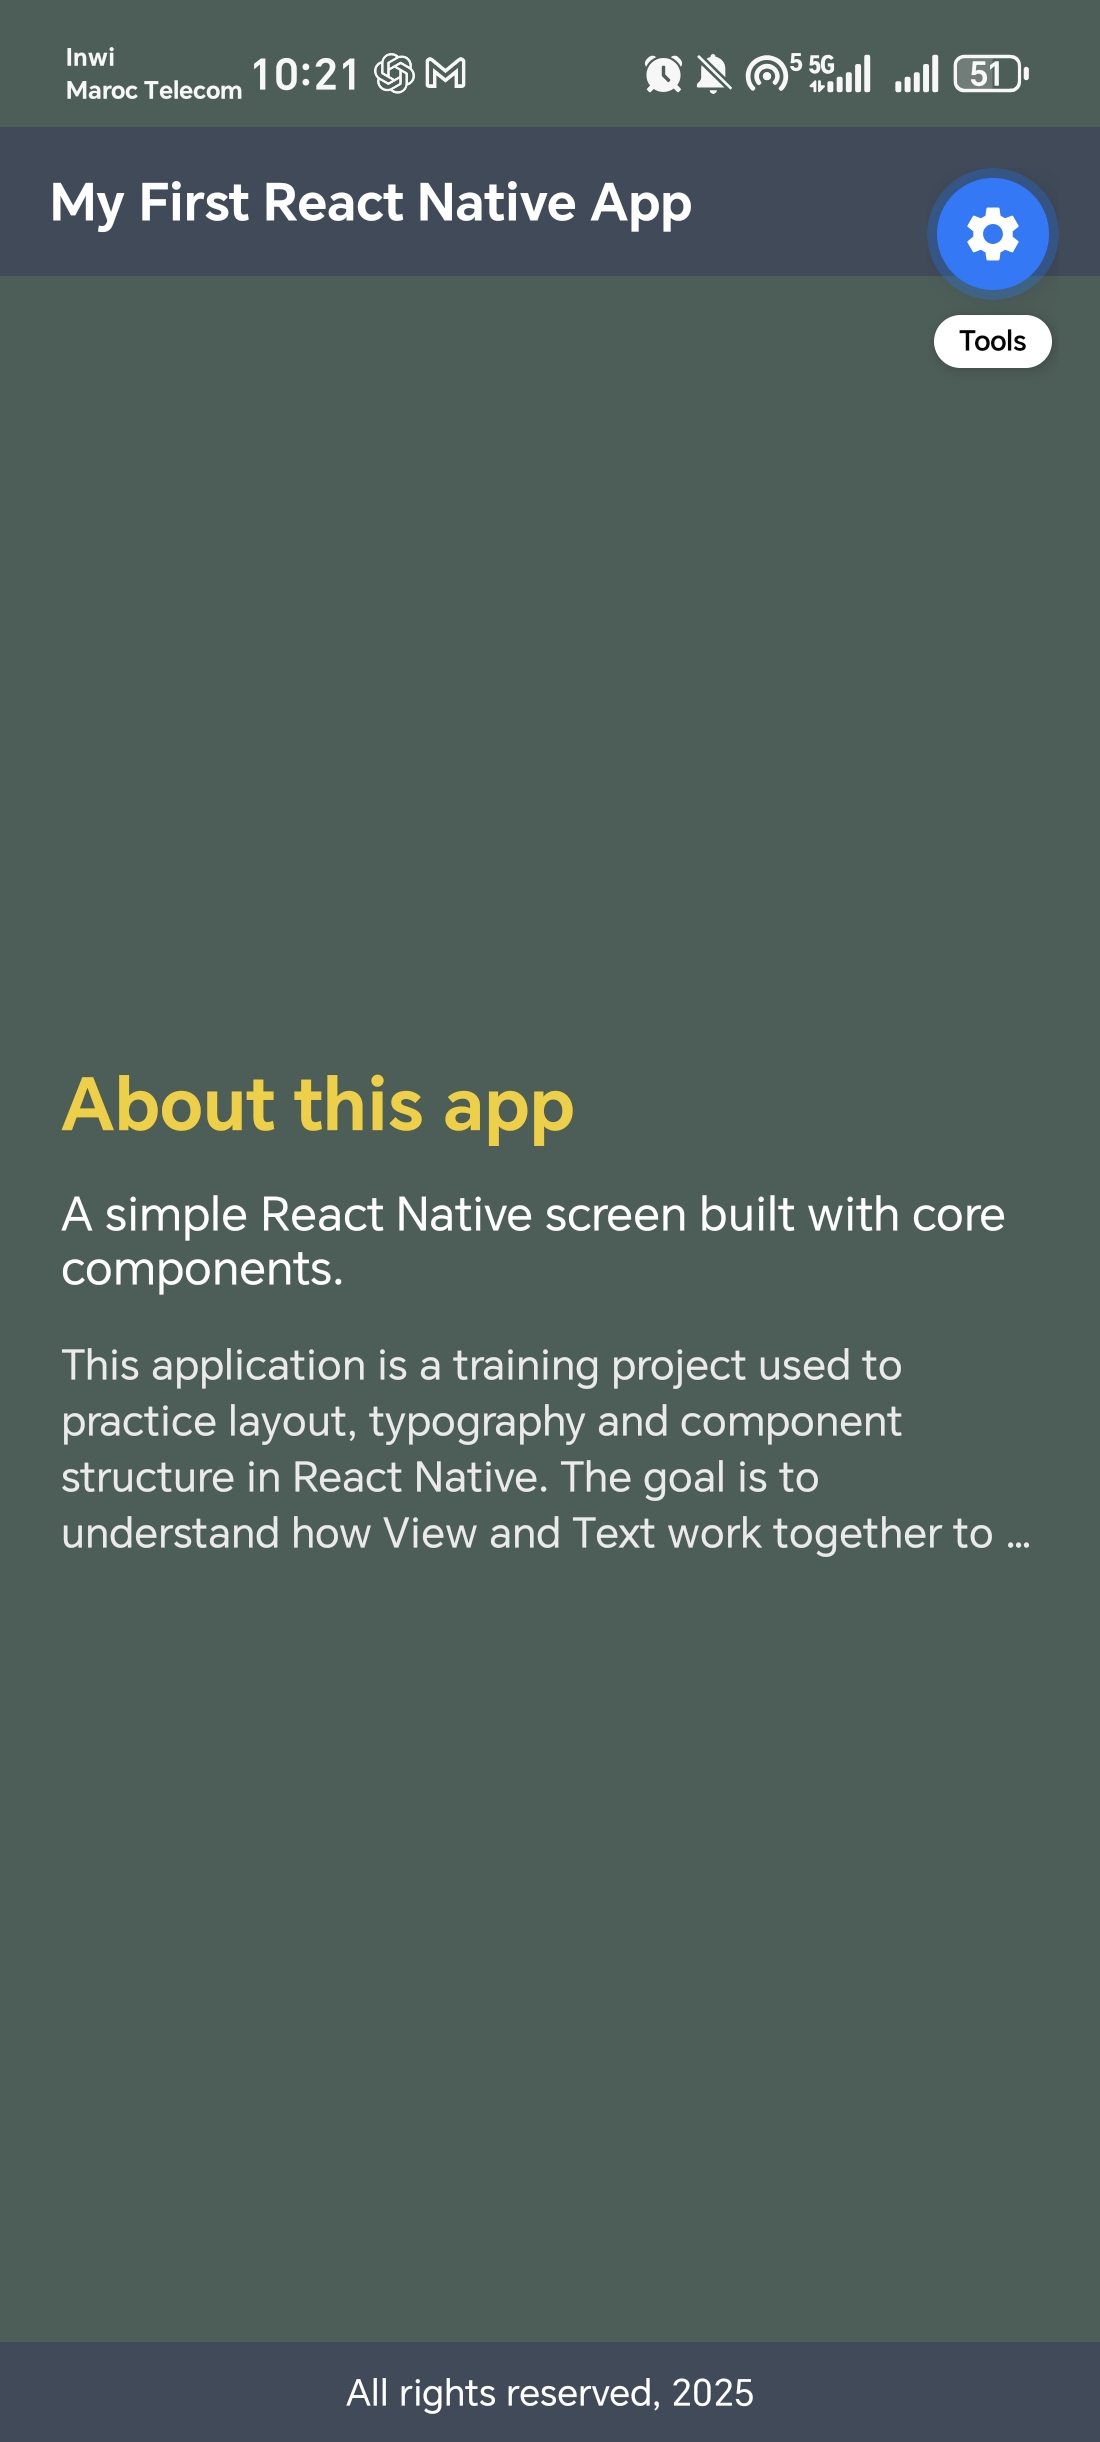 Inwi
Maroc Telecom
10:21
5 5G
51
My First React Native App
Tools
About this app
A simple React Native screen built with core
components.
This application is a training project used to
practice layout, typography and component
structure in React Native. The goal is to
understand how View and Text work together to ...
All rights reserved, 2025